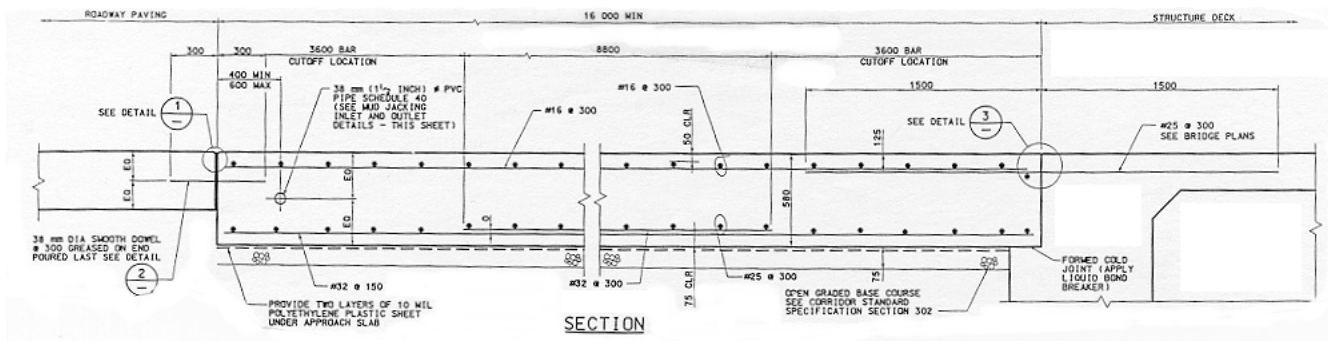 ROADWAY PAVING
16 000 MIN
STRUCTURE DECK
300
300
3600 BAR
CUTOFF LOCATION
8800
3600 BAR
CUTOFF LOCATION
400 MIN
600 MAX
1500
1500
SEE DETAIL
1
38 mm (1½ INCH) ø PVC
PIPE SCHEDULE 40
(SEE MUD JACKING
INLET AND OUTLET
DETAILS - THIS SHEET)
#16 @ 300
#16 @ 300
50 CLR
125
SEE DETAIL
3
#25 @ 300
SEE BRIDGE PLANS
EQ
EQ
EQ
EQ
D
580
38 mm DIA SMOOTH DOWEL
@ 300 GREASED ON END
POURED LAST SEE DETAIL
2
#32 @ 150
PROVIDE TWO LAYERS OF 10 MIL
POLYETHYLENE PLASTIC SHEET
UNDER APPROACH SLAB
#32 @ 300
75 CLR
#25 @ 300
75
OPEN GRADED BASE COURSE
SEE CORRIDOR STANDARD
SPECIFICATION SECTION 302
FORMED COLD
JOINT (APPLY
LIQUID BOND
BREAKER)
SECTION